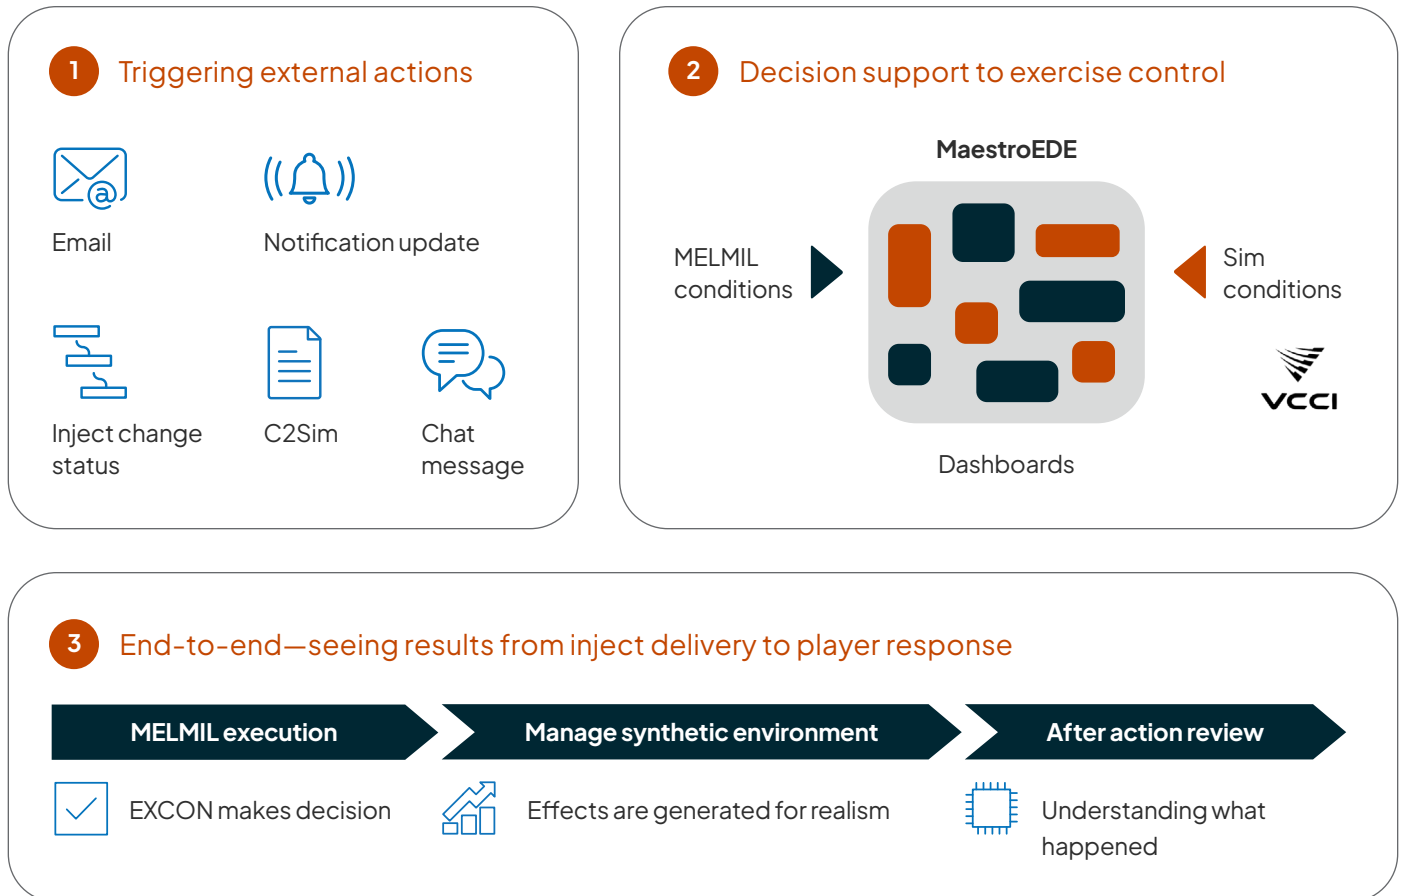 1 Triggering external actions
Email
Notification update
Inject change
status
C2Sim
Chat
message
2 Decision support to exercise control
MaestroEDE
MELMIL
conditions
Sim
conditions
VCCI
Dashboards
3 End-to-end—seeing results from inject delivery to player response
MELMIL execution
Manage synthetic environment
After action review
EXCON makes decision
Effects are generated for realism
Understanding what
happened